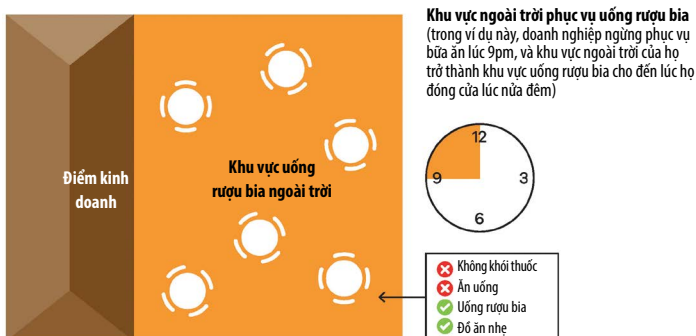 Khu vực ngoài trời phục vụ uống rượu bia
(trong ví dụ này, doanh nghiệp ngừng phục vụ
bữa ăn lúc 9pm, và khu vực ngoài trời của họ
trở thành khu vực uống rượu bia cho đến lúc họ
đóng cửa lúc nửa đêm)
Điểm kinh
doanh
Khu vực uống
rượu bia ngoài trời
12
9
3
6
Không khói thuốc
Ăn uống
Uống rượu bia
Đồ ăn nhẹ